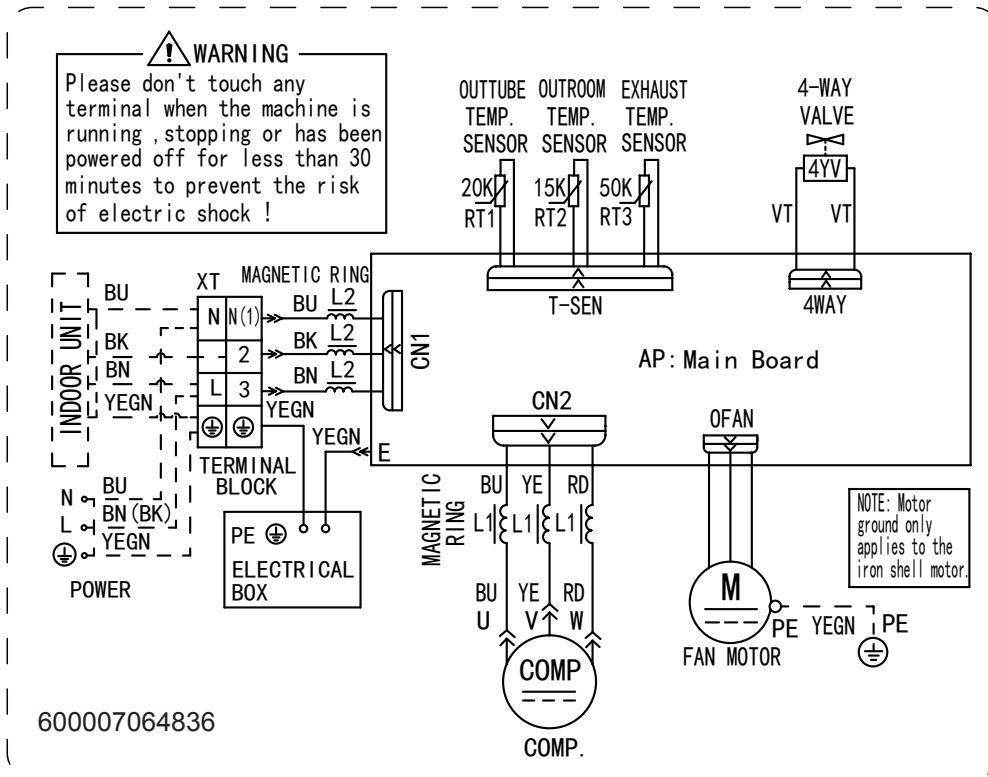 WARNING
Please don't touch any
terminal when the machine is
running , stopping or has been
powered off for less than 30
minutes to prevent the risk
of electric shock !
OUTTUBE
TEMP.
SENSOR
OUTROOM
TEMP.
SENSOR
EXHAUST
TEMP.
SENSOR
4-WAY
VALVE
4YV
20K
RT1
15K
RT2
50K
RT3
VT
VT
T-SEN
4WAY
INDOOR UNIT
BU
BK
BN
YEGN
XT
N
N(1)
2
L
3
MAGNETIC RING
BU
L2
BK
L2
BN
L2
YEGN
CN1
YEGN
E
AP: Main Board
TERMINAL
BLOCK
N
BU
L
BN(BK)
YEGN
POWER
PE
ELECTRICAL
BOX
CN2
MAGNETIC
RING
BU
YE
RD
L1
L1
L1
BU
YE
RD
U
V
W
COMP
COMP.
OFAN
M
FAN MOTOR
PE
YEGN
PE
NOTE: Motor
ground only
applies to the
iron shell motor.
600007064836